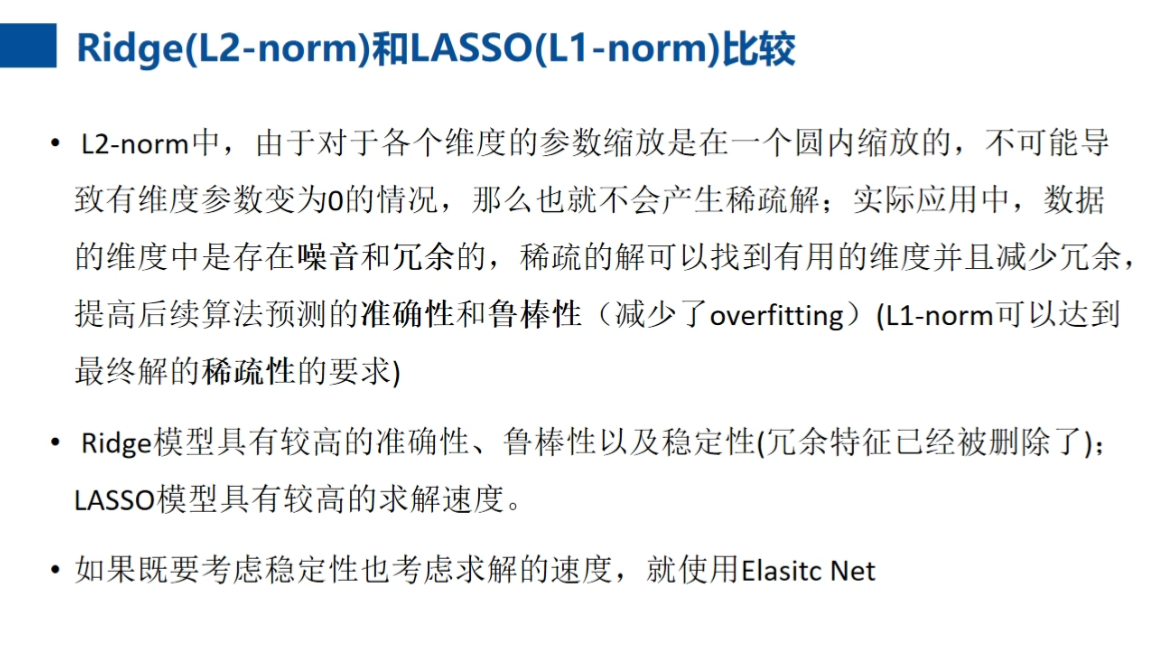 Ridge(L2-norm)和LASSO(L1-norm)比较
• L2-norm中，由于对于各个维度的参数缩放是在一个圆内缩放的，不可能导
致有维度参数变为0的情况，那么也就不会产生稀疏解；实际应用中，数据
的维度中是存在噪音和冗余的，稀疏的解可以找到有用的维度并且减少冗余，
提高后续算法预测的准确性和鲁棒性（减少了overfitting）(L1-norm可以达到
最终解的稀疏性的要求)
• Ridge模型具有较高的准确性、鲁棒性以及稳定性(冗余特征已经被删除了)；
LASSO模型具有较高的求解速度。
• 如果既要考虑稳定性也考虑求解的速度，就使用Elasitc Net